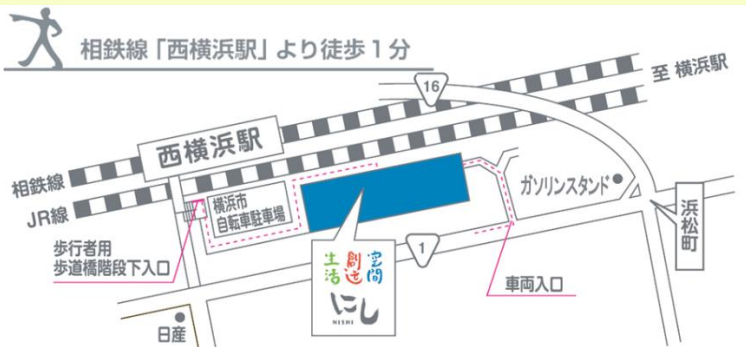 相鉄線「西横浜駅」より徒歩1分
16
至 横浜駅
西横浜駅
相鉄線
JR線
横浜市
自転車駐車場
ガソリンスタンド
浜松町
歩行者用
歩道橋階段下入口
1
車両入口
生活
創造
空間
にし
NISHI
日産